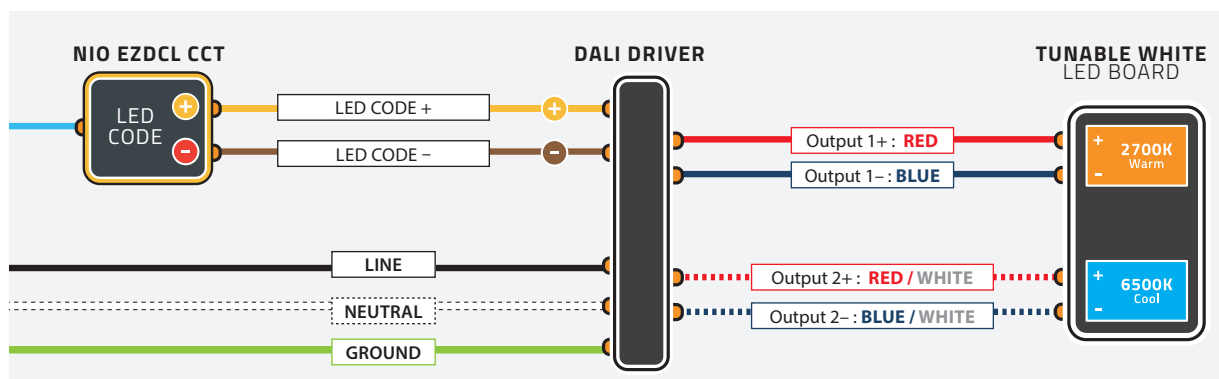 NIO EZDCL CCT
DALI DRIVER
TUNABLE WHITE
LED BOARD
LED
CODE
+
–
LED CODE +
+
LED CODE –
-
Output 1+ : RED
Output 1– : BLUE
+
-
2700K
Warm
LINE
NEUTRAL
GROUND
Output 2+ : RED / WHITE
Output 2– : BLUE / WHITE
+
-
6500K
Cool